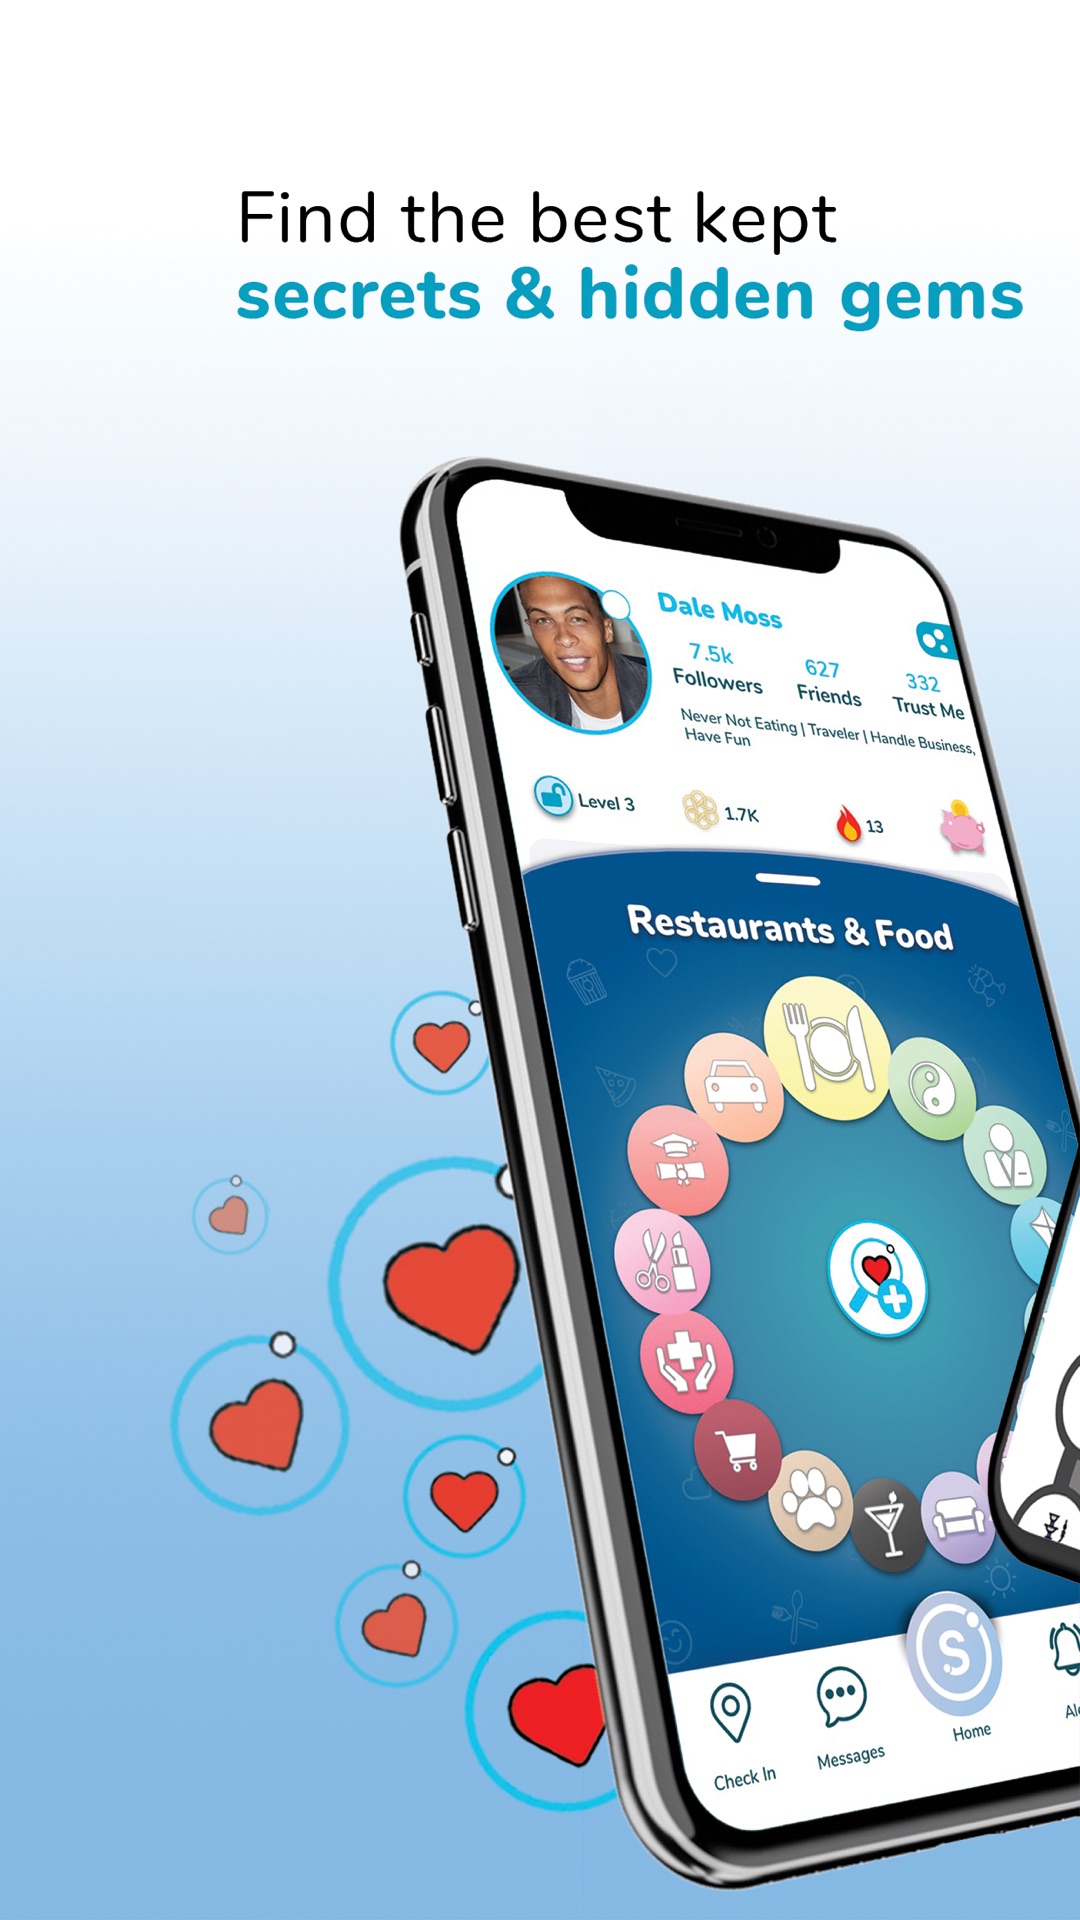 Find the best kept
secrets & hidden gems
Dale Moss
7.5k
Followers
627
Friends
332
Trust Me
Never Not Eating | Traveler | Handle Business,
Have Fun
Level 3
1.7K
13
Restaurants & Food
S
Check In
Messages
Home